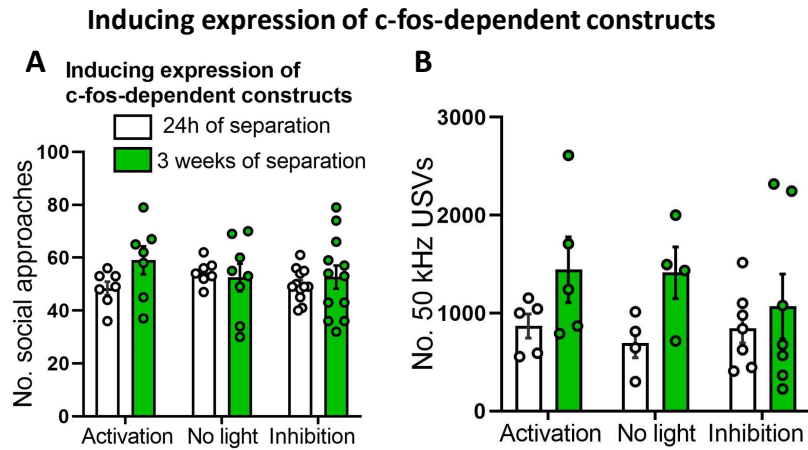 Inducing expression of c-fos-dependent constructs
A
Inducing expression of
c-fos-dependent constructs
24h of separation
3 weeks of separation
No. social approaches
100
80
60
40
20
0
Activation No light Inhibition
B
No. 50 kHz USVs
3000
2000
1000
0
Activation No light Inhibition